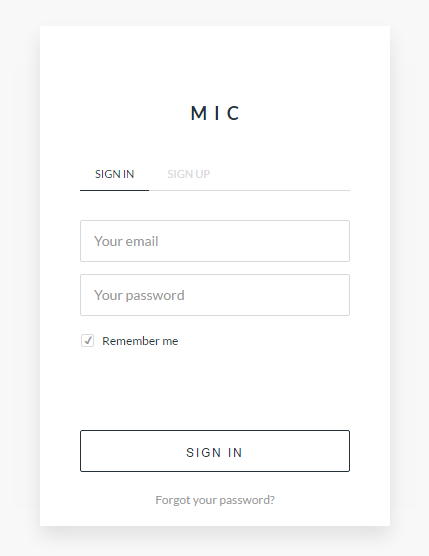 MIC
SIGN IN SIGN UP
Your email
Your password
Remember me
SIGN IN
Forgot your password?